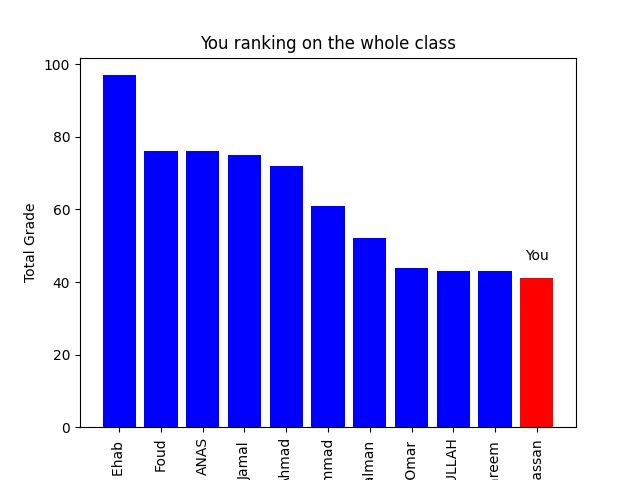 You ranking on the whole class
Total Grade
100
80
60
40
20
0
You
Ehab
Foud
ANAS
Jamal
Omar